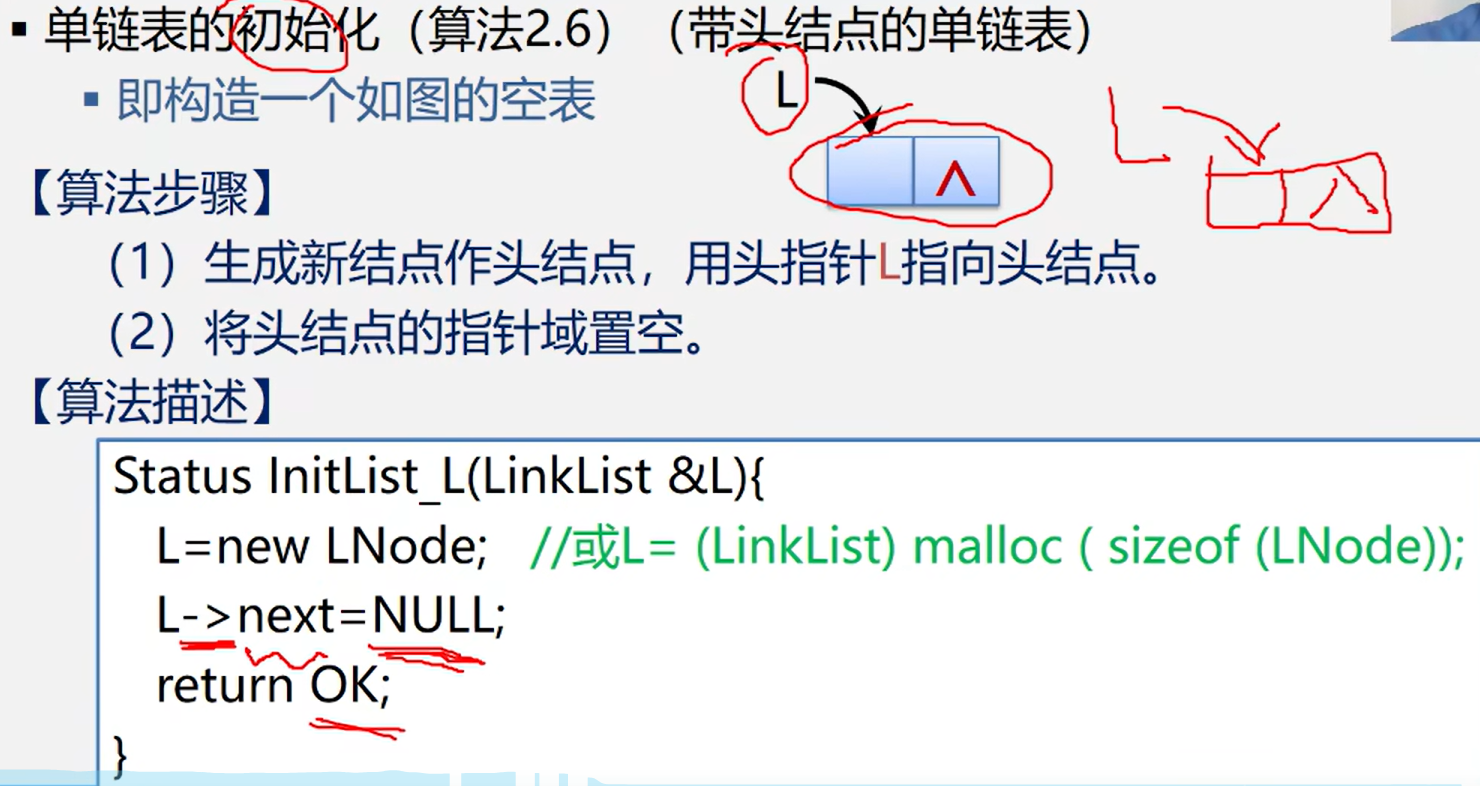 ▪ 单链表的初始化（算法2.6）（带头结点的单链表）
▪ 即构造一个如图的空表
L
∧
L
∧
【算法步骤】
（1）生成新结点作头结点，用头指针L指向头结点。
（2）将头结点的指针域置空。
【算法描述】
Status InitList_L(LinkList &L){
L=new LNode; //或L= (LinkList) malloc ( sizeof (LNode));
L->next=NULL;
return OK;
}